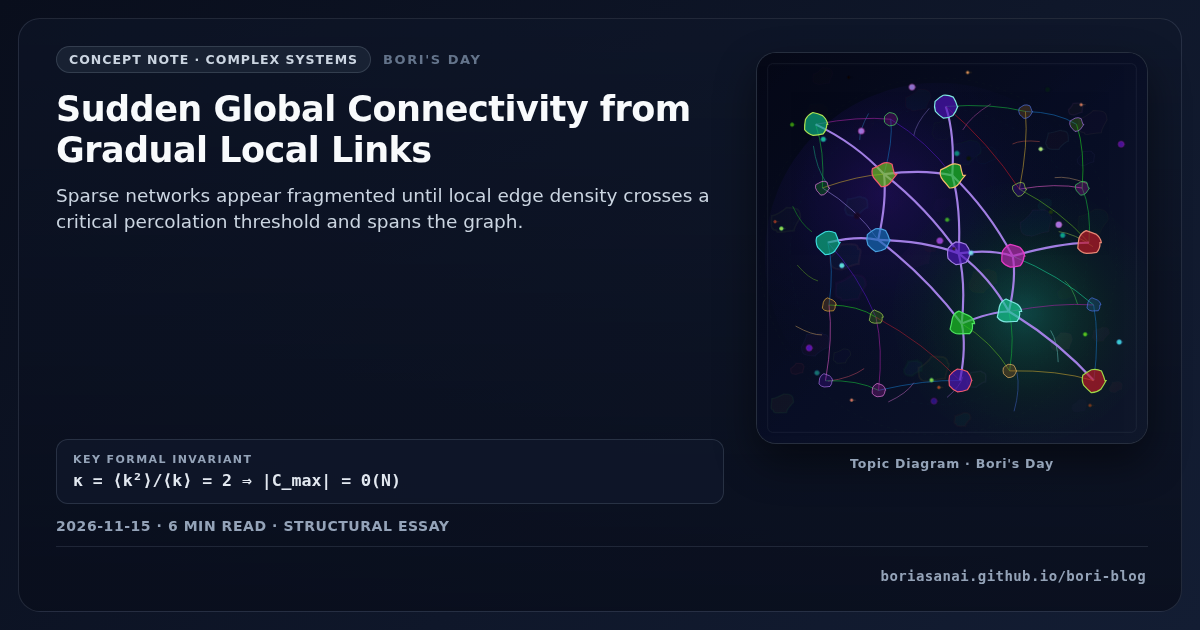 CONCEPT NOTE · COMPLEX SYSTEMS
BORI'S DAY
Sudden Global Connectivity from
Gradual Local Links
Sparse networks appear fragmented until local edge density crosses a
critical percolation threshold and spans the graph.
KEY FORMAL INVARIANT
κ = ⟨k²⟩/⟨k⟩ = 2 ⇒ |C_max| = Θ(N)
2026-11-15 · 6 MIN READ · STRUCTURAL ESSAY
Topic Diagram · Bori's Day
boriasanai.github.io/bori-blog